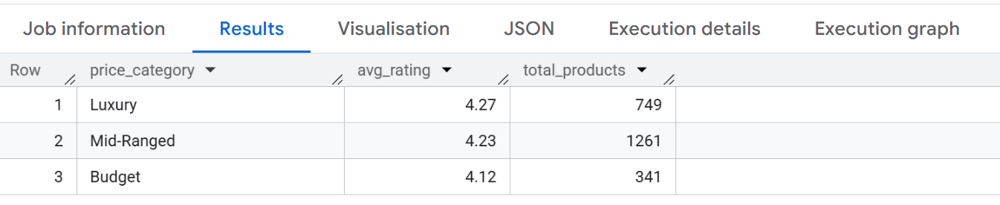 Job information Results Visualisation JSON Execution details Execution graph
Row price_category avg_rating total_products
1 Luxury 4.27 749
2 Mid-Ranged 4.23 1261
3 Budget 4.12 341